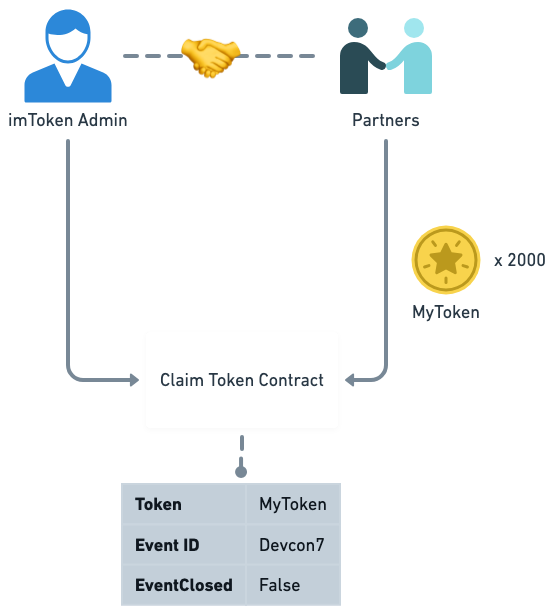 imToken Admin
Partners
x 2000
MyToken
Claim Token Contract
Token MyToken
Event ID Devcon7
EventClosed False